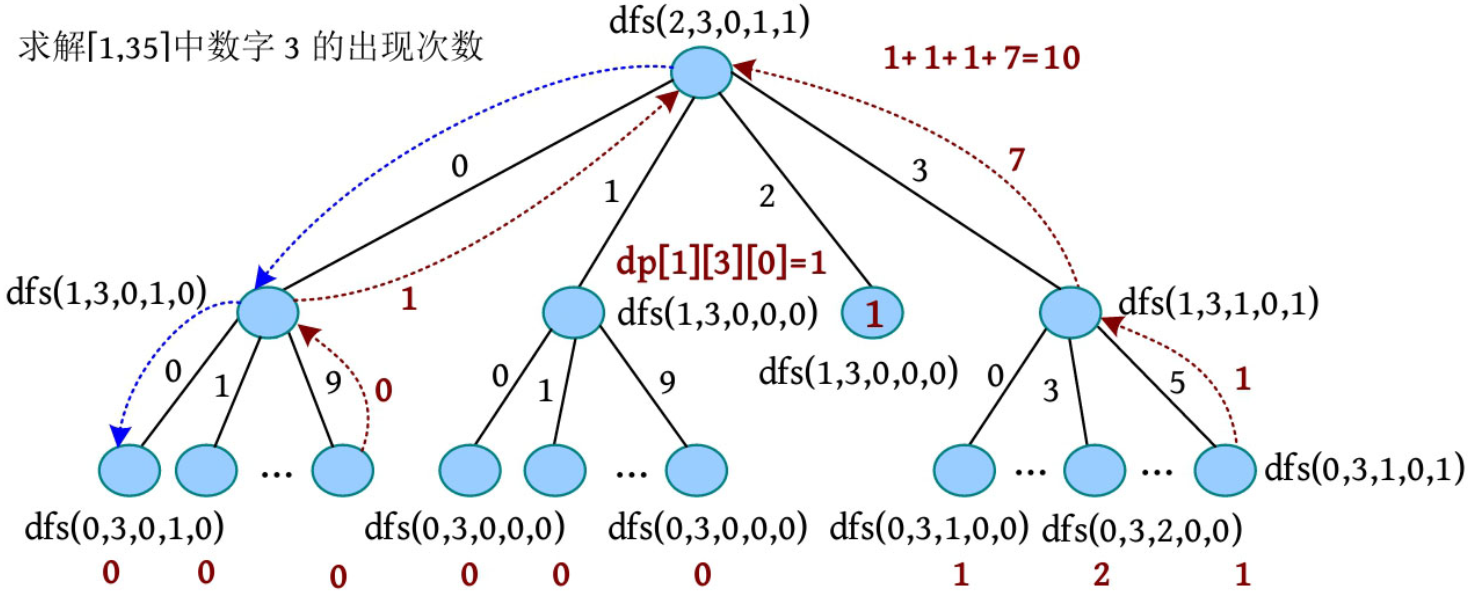 dfs(2,3,0,1,1)
求解[1,35]中数字 3 的出现次数
1+1+1+7=10
0
1
2
3
7
dfs(1,3,0,1,0)
1
dp[1][3][0]=1
dfs(1,3,0,0,0)
1
dfs(1,3,0,0,0)
dfs(1,3,1,0,1)
0
1
9
0
0
1
9
0
3
5
1
...
...
...
...
dfs(0,3,1,0,1)
dfs(0,3,0,1,0)
dfs(0,3,0,0,0)
dfs(0,3,0,0,0)
dfs(0,3,1,0,0)
dfs(0,3,2,0,0)
0
0
0
0
0
0
1
2
1